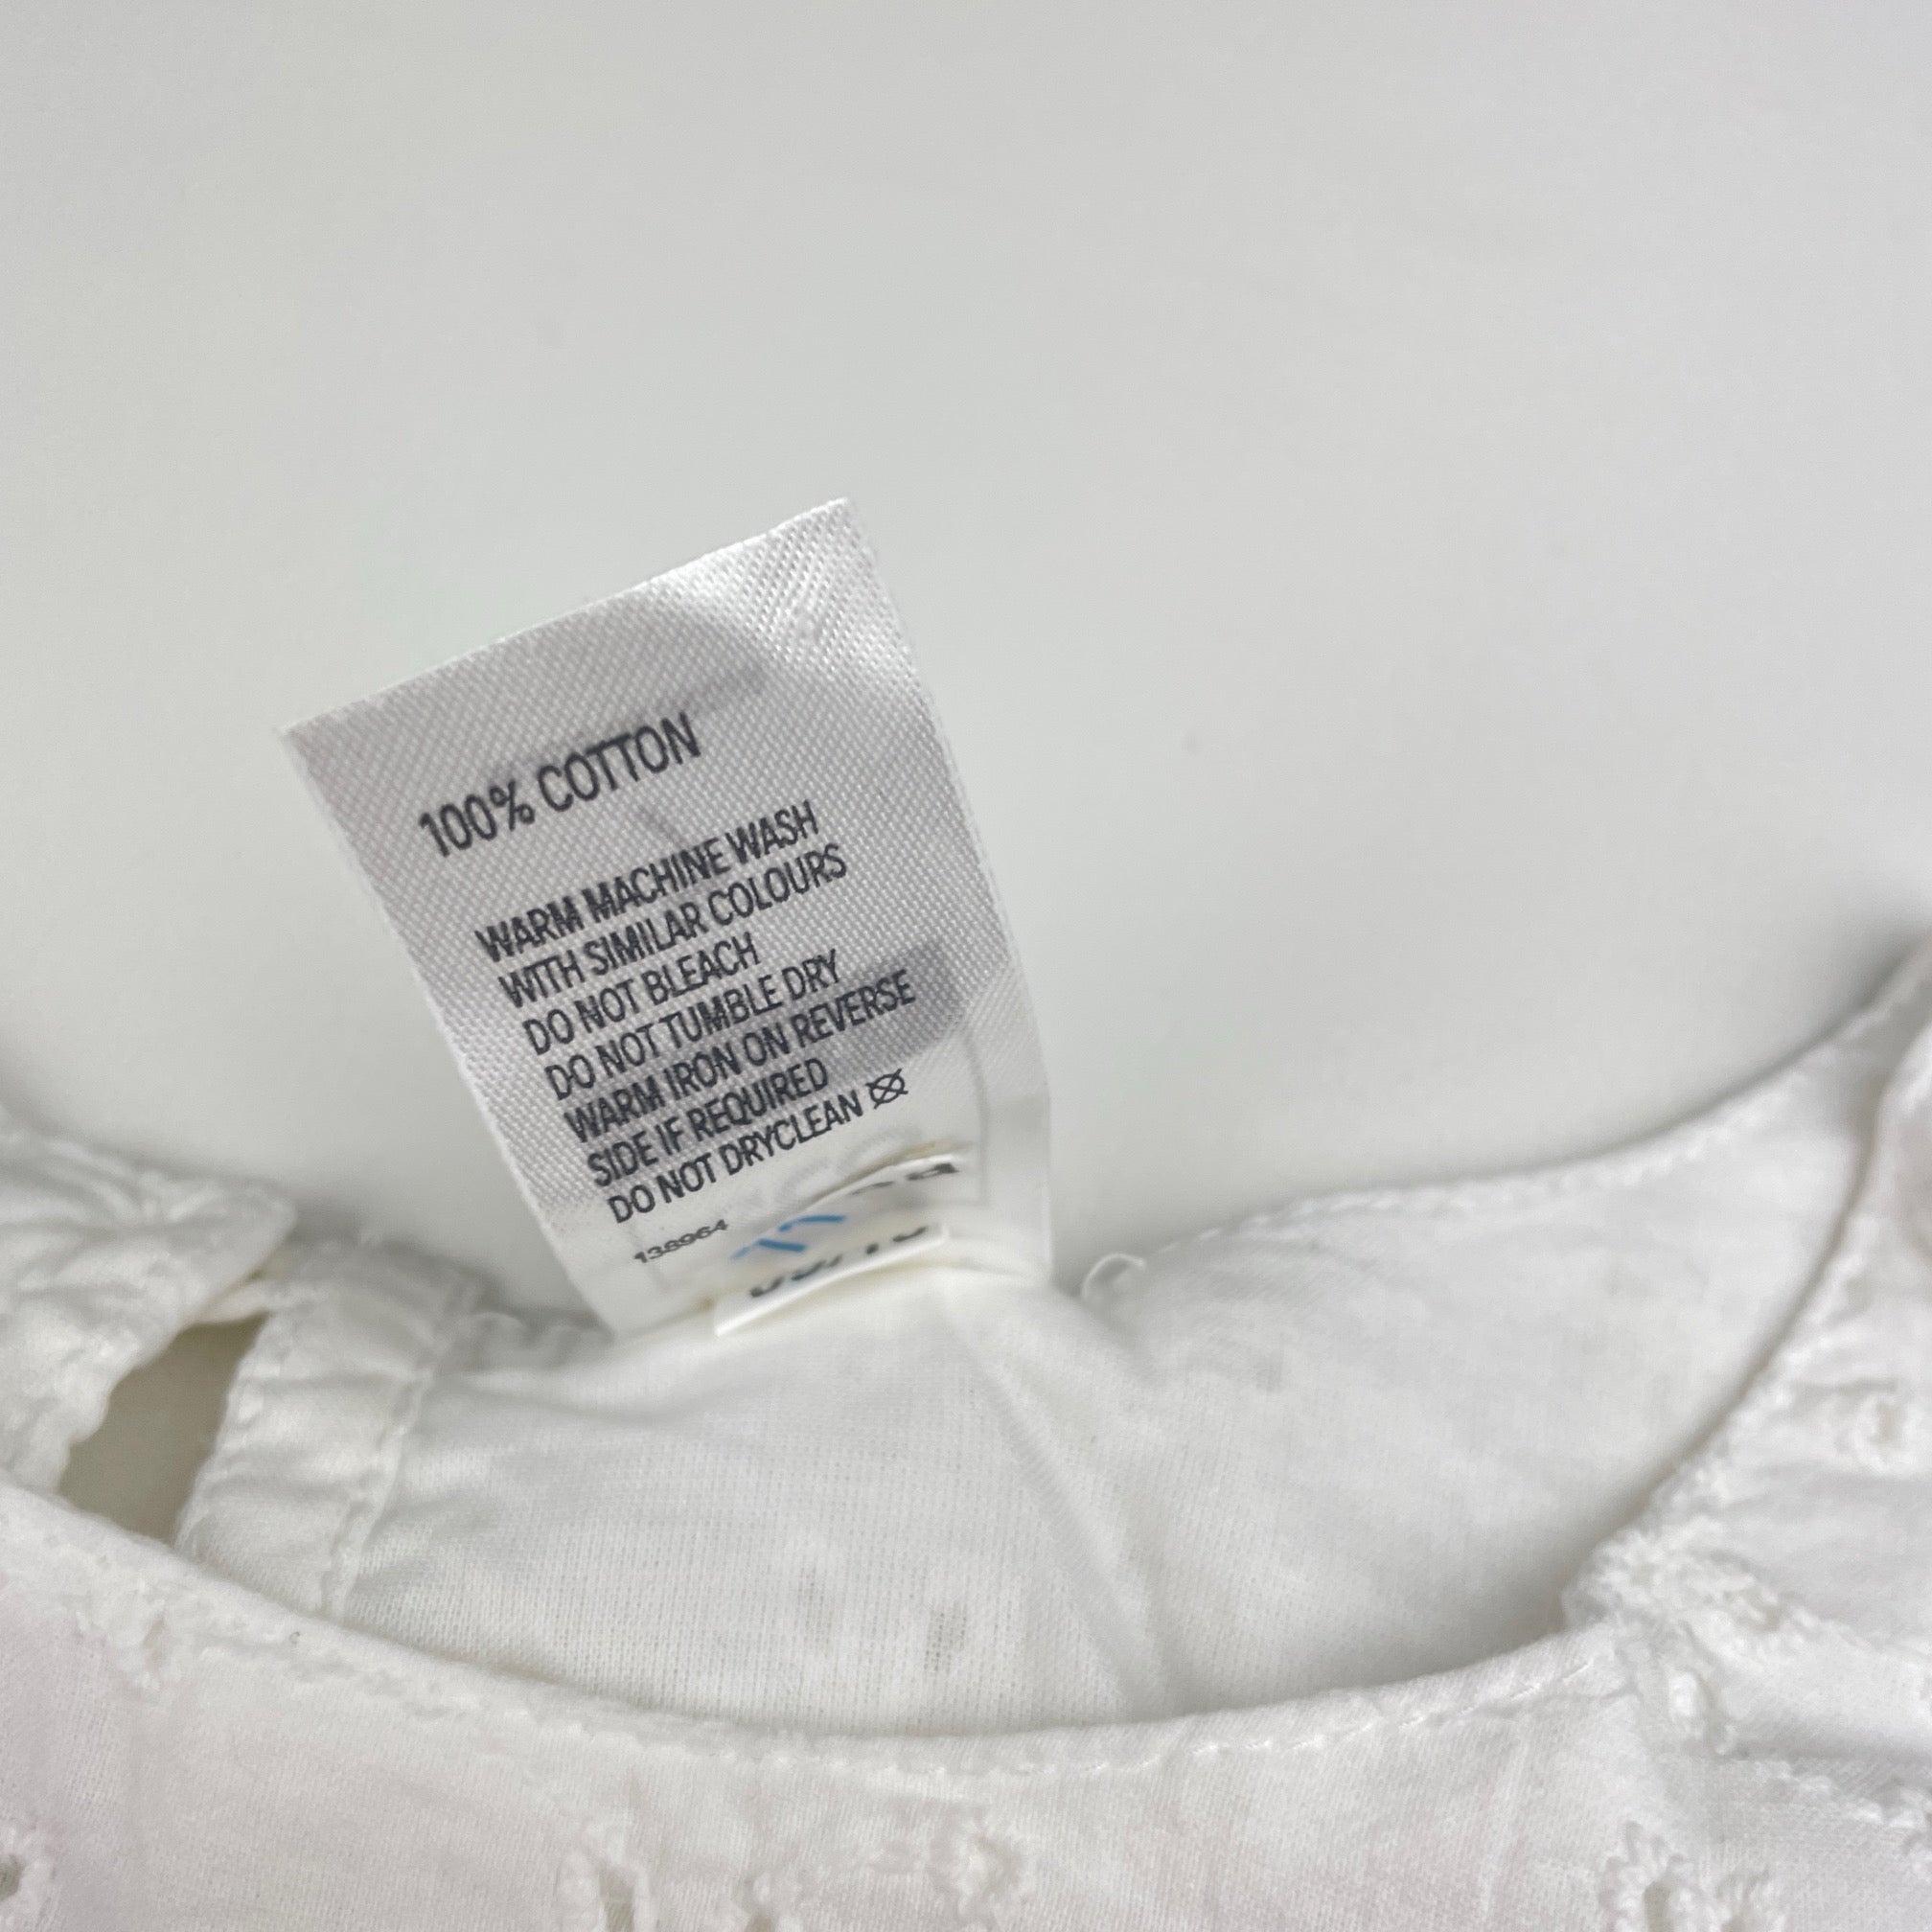 100% COTTON
WARM MACHINE WASH
WITH SIMILAR COLOURS
DO NOT BLEACH
DO NOT TUMBLE DRY
WARM IRON ON REVERSE
SIDE IF REQUIRED
DO NOT DRYCLEAN
138964